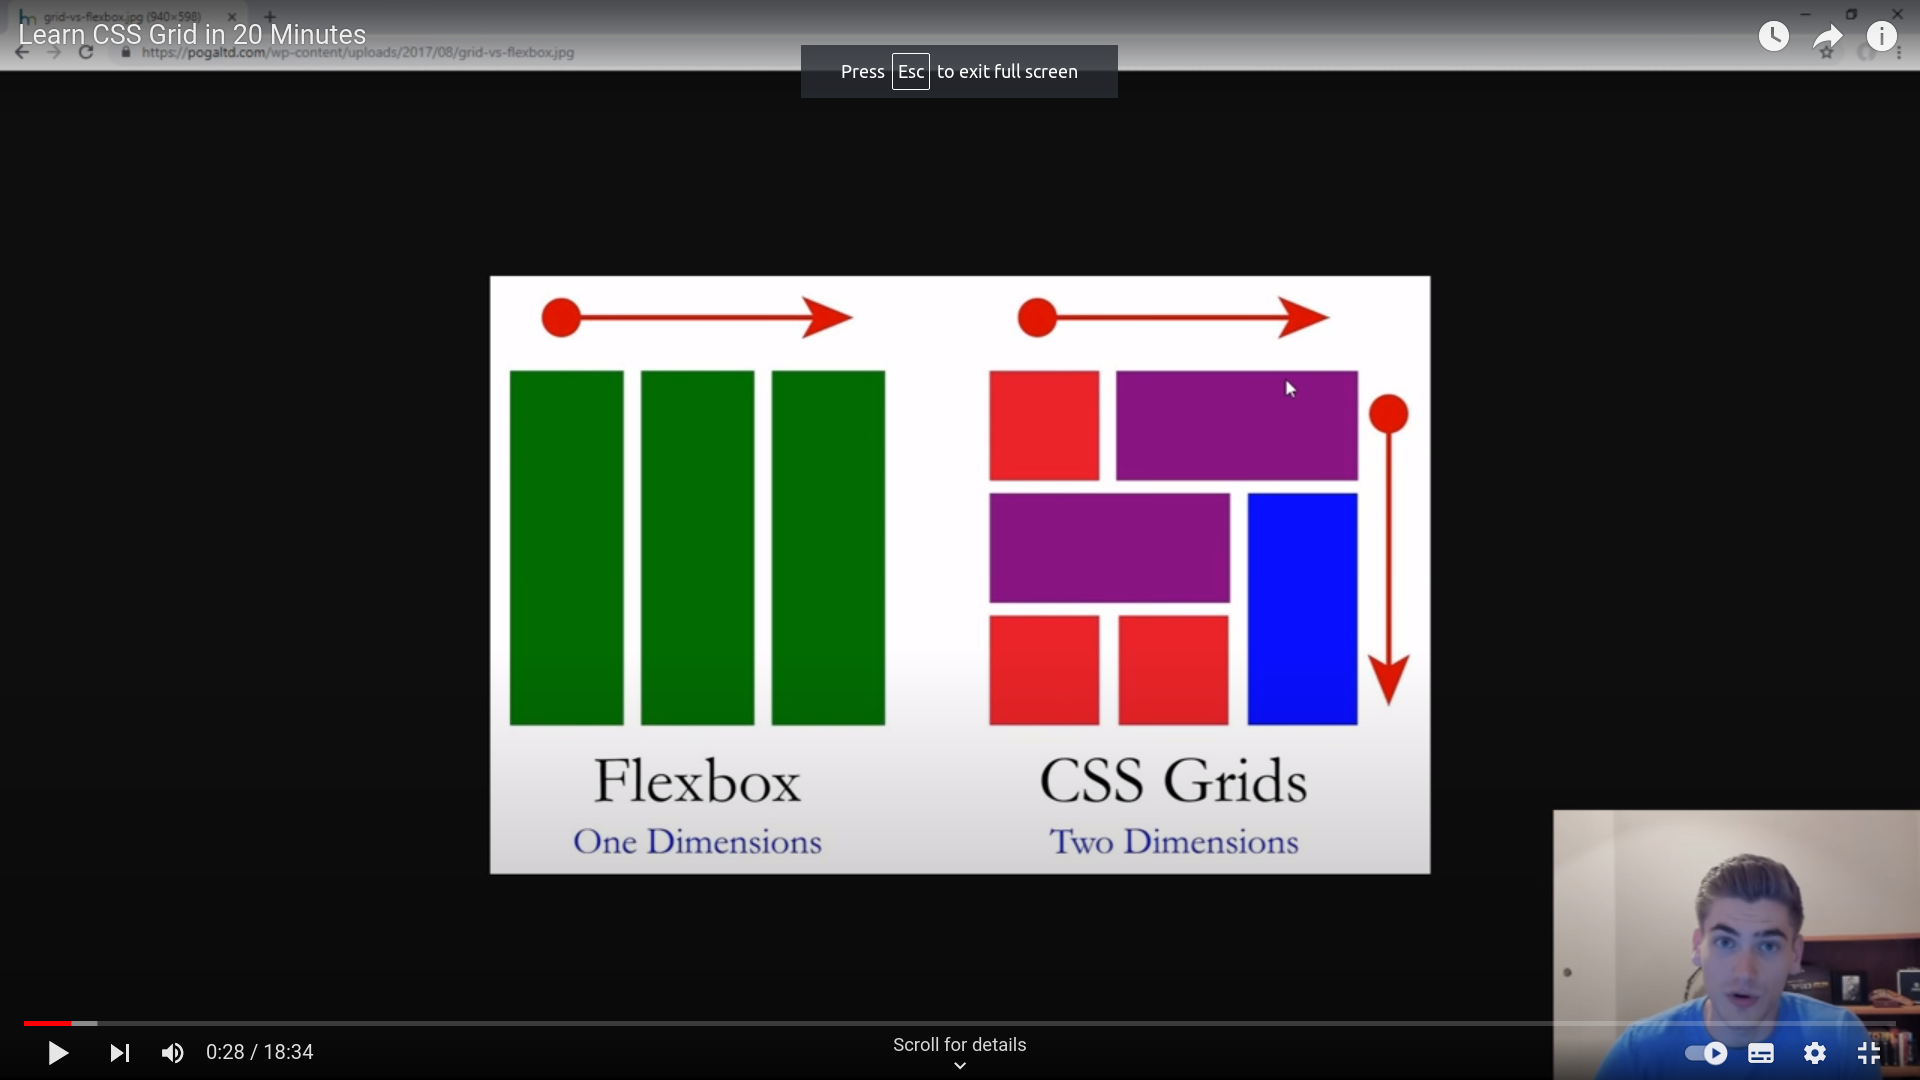 grid-vs-flexbox.jpg (940×598)
Learn CSS Grid in 20 Minutes
https://pogaltd.com/wp-content/uploads/2017/08/grid-vs-flexbox.jpg
Press Esc to exit full screen
Flexbox
CSS Grids
One Dimensions
Two Dimensions
0:28 / 18:34
Scroll for details